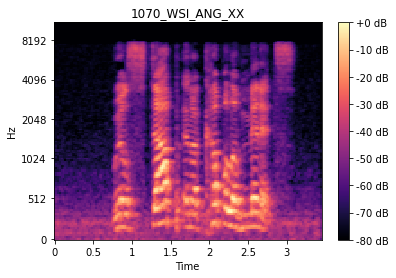 1070_WSI_ANG_XX
8192
4096
2048
1024
512
0
Hz
0 0.5 1 1.5 2 2.5 3
Time
+0 dB
-10 dB
-20 dB
-30 dB
-40 dB
-50 dB
-60 dB
-70 dB
-80 dB